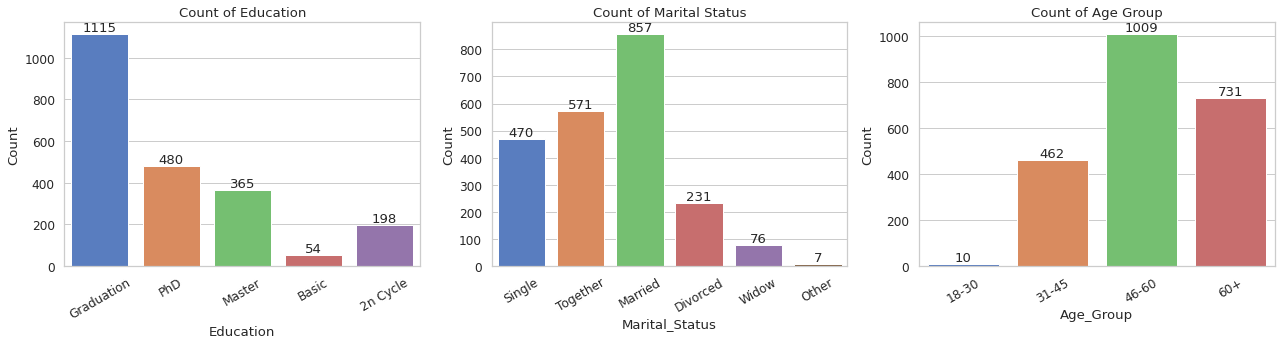 Count of Education
Count
1000
800
600
400
200
0
1115
480
365
54
198
Graduation
PhD
Master
Basic
2n Cycle
Education
Count of Marital Status
Count
800
700
600
500
400
300
200
100
0
470
571
857
231
76
7
Single
Together
Married
Divorced
Widow
Other
Marital_Status
Count of Age Group
Count
1000
800
600
400
200
0
10
462
1009
731
18-30
31-45
46-60
60+
Age_Group